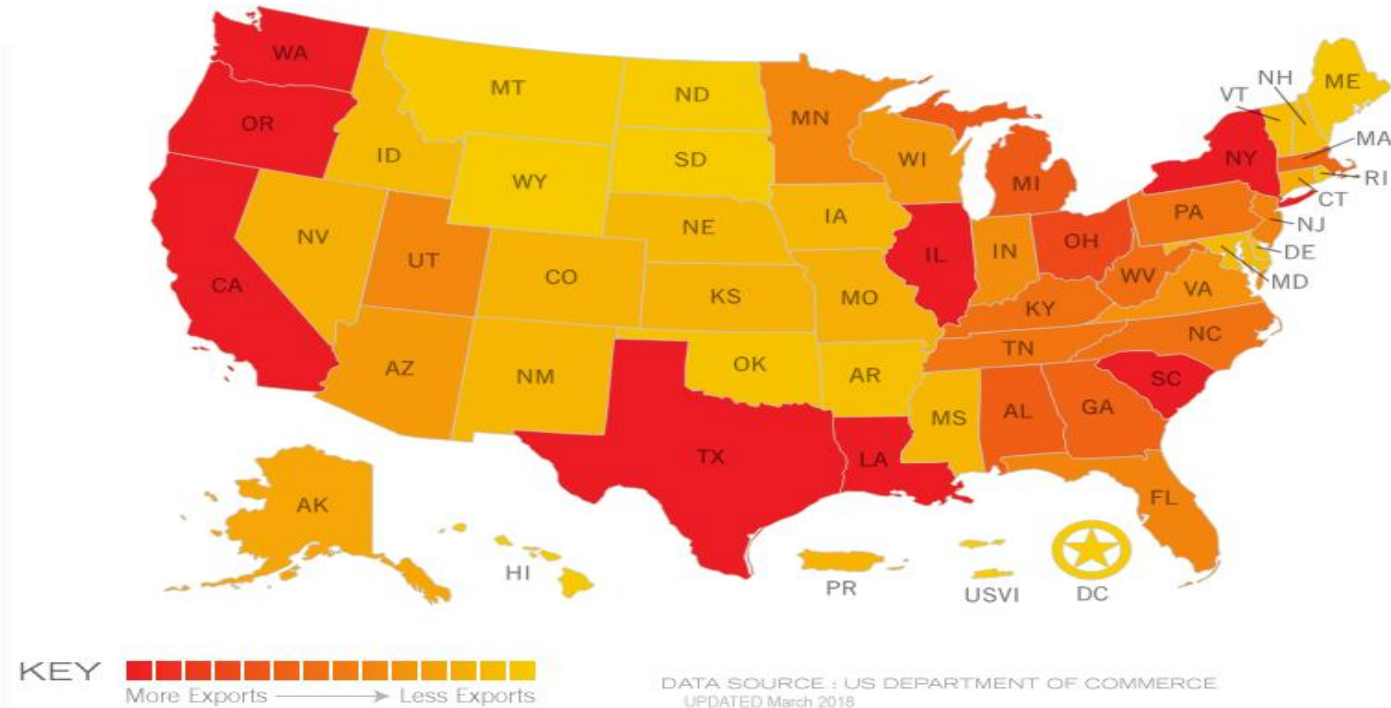 WA
MT
ND
MN
VT
NH
ME
OR
ID
WY
SD
WI
MI
NY
MA
RI
CT
NV
UT
CO
NE
IA
IL
IN
OH
PA
NJ
DE
MD
CA
AZ
NM
KS
MO
KY
WV
VA
OK
AR
TN
NC
TX
LA
MS
AL
GA
SC
FL
AK
HI
PR
USVI
DC
KEY
More Exports Less Exports
DATA SOURCE : US DEPARTMENT OF COMMERCE
UPDATED March 2018